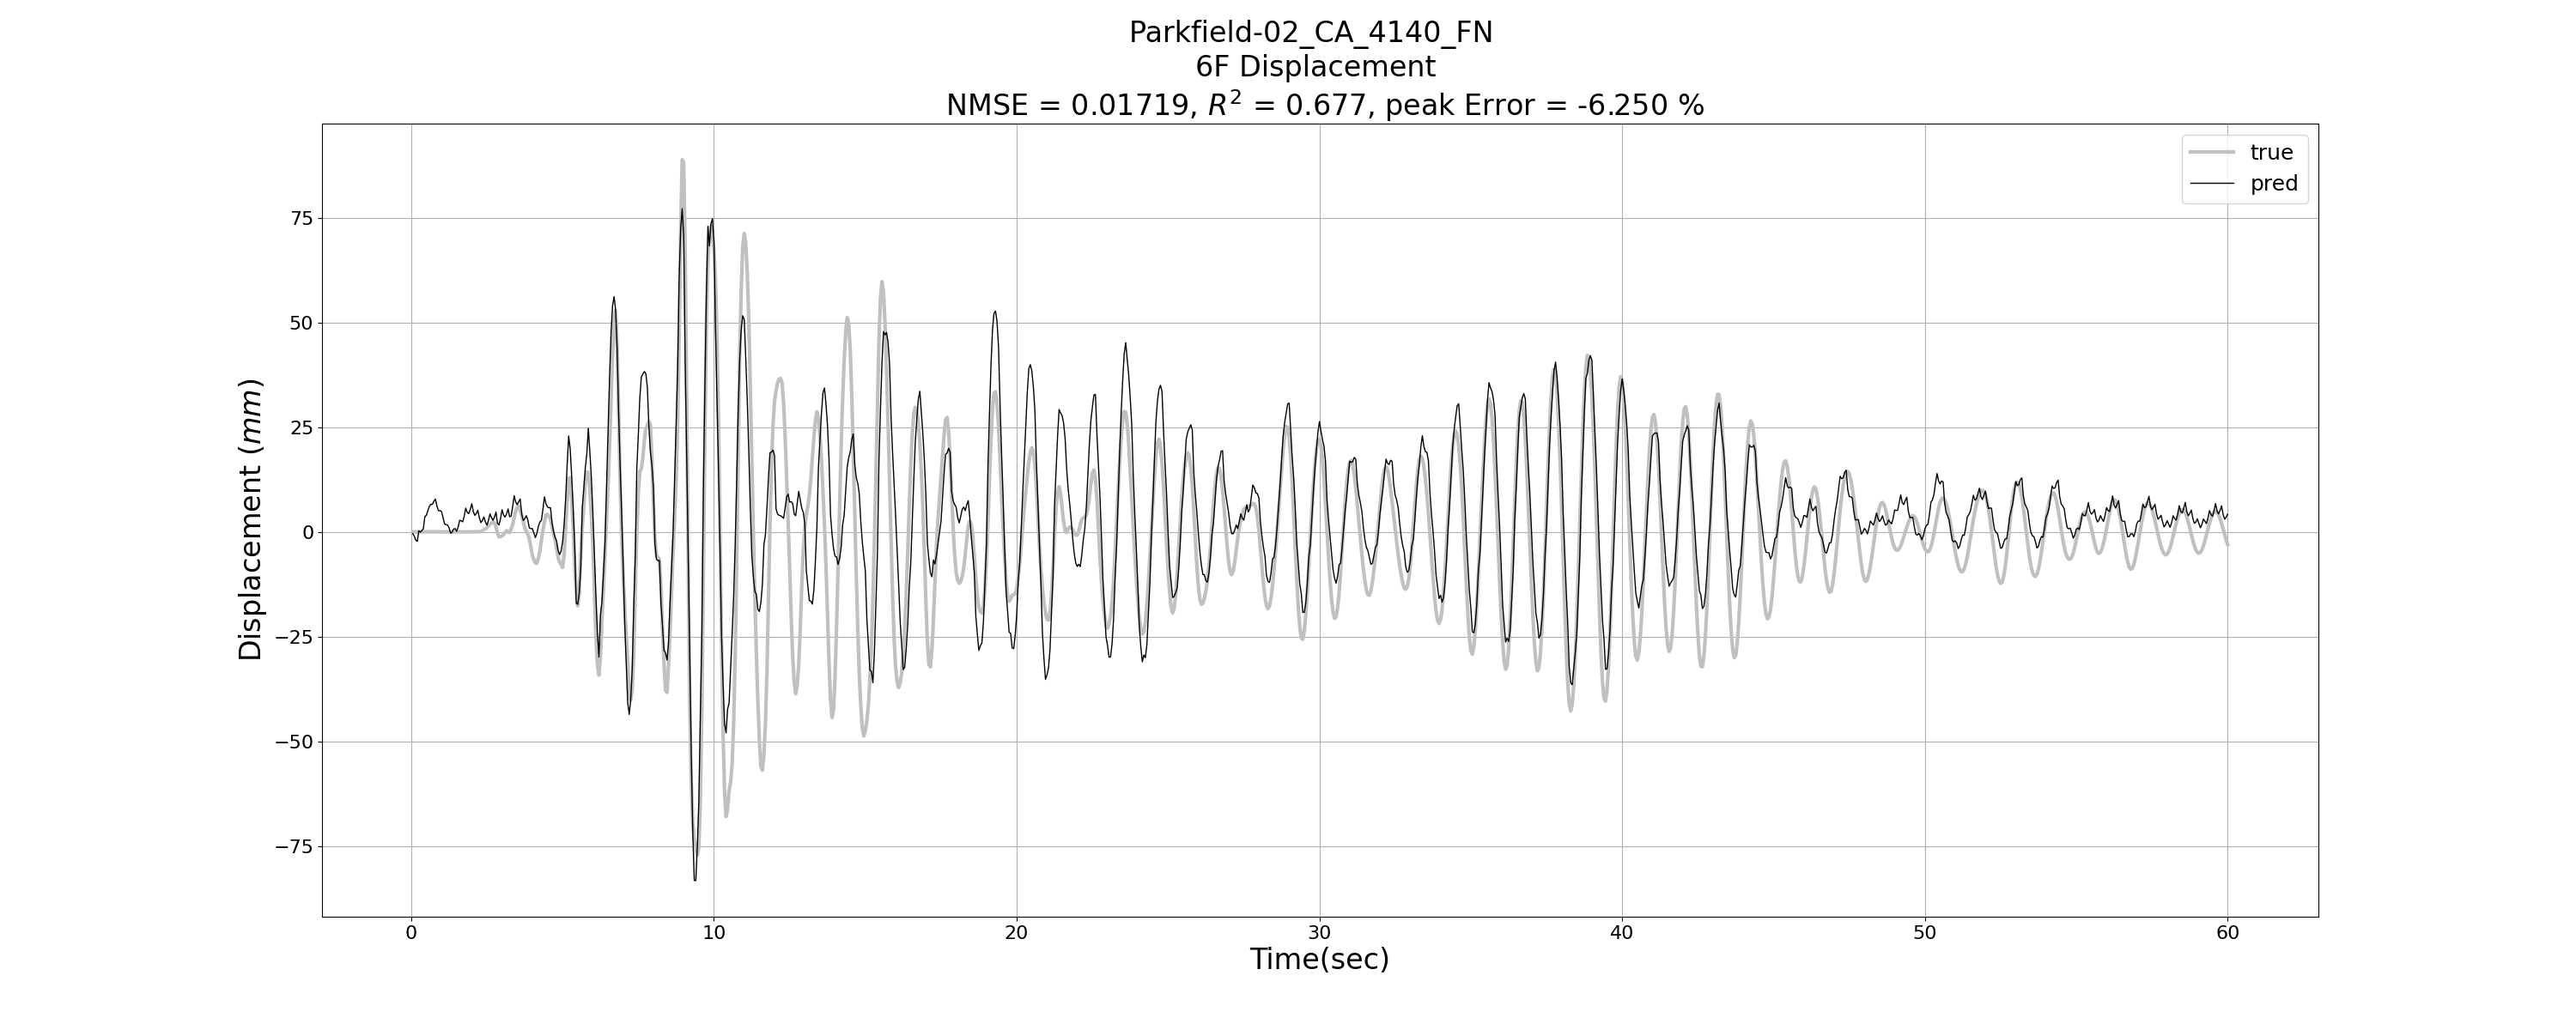 Parkfield-02_CA_4140_FN
6F Displacement
NMSE = 0.01719, R² = 0.677, peak Error = -6.250 %
true
pred
75
50
25
0
−25
−50
−75
Displacement (mm)
0 10 20 30 40 50 60
Time(sec)